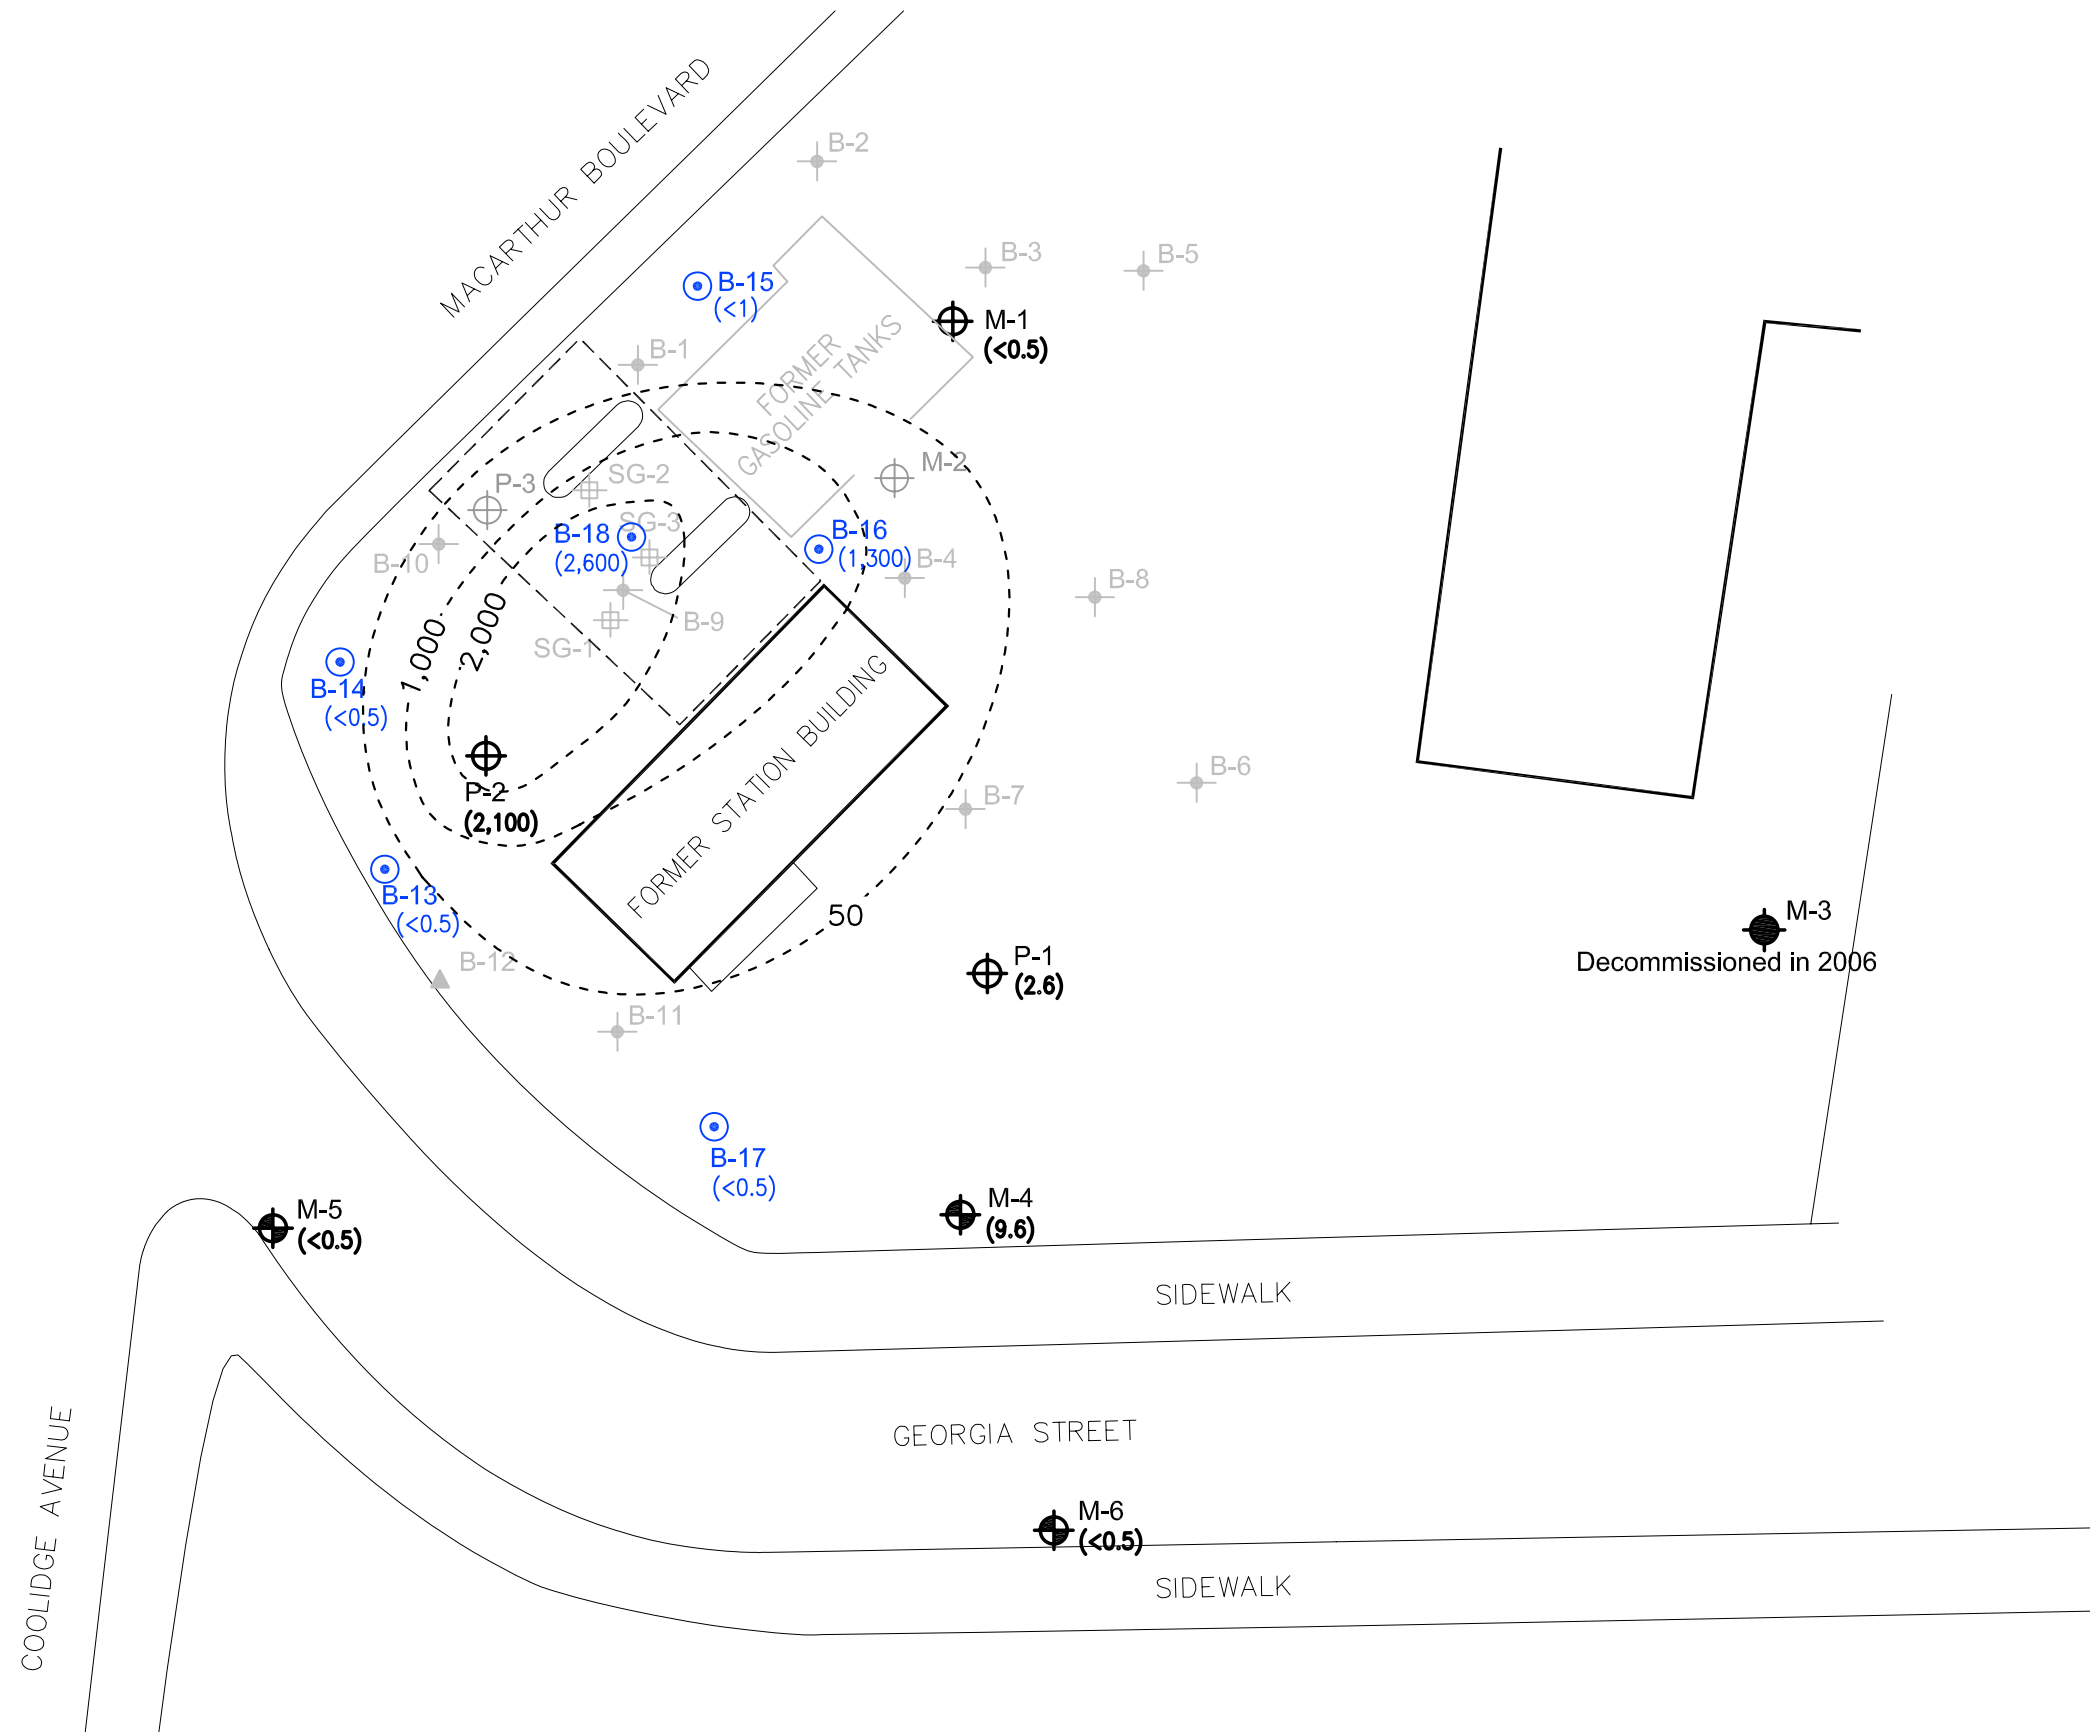 MACARTHUR BOULEVARD
B-2
B-3
B-5
B-15
(<1)
M-1
(<0.5)
B-1
FORMER
GASOLINE TANKS
SG-2
M-2
P-3
SG-3
B-18
(2,600)
B-16
(1,300)
B-10
B-4
B-8
B-9
SG-1
1,000
2,000
B-14
(<0.5)
FORMER STATION BUILDING
B-6
B-7
P-2
(2,100)
B-13
(<0.5)
50
M-3
Decommissioned in 2006
B-12
P-1
(2.6)
B-11
B-17
(<0.5)
M-4
(9.6)
M-5
(<0.5)
SIDEWALK
GEORGIA STREET
COOLIDGE AVENUE
M-6
(<0.5)
SIDEWALK